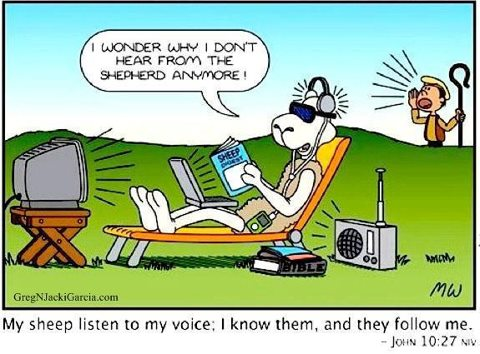 I WONDER WHY I DON'T
HEAR FROM THE
SHEPHERD ANYMORE!
SHEEP
DIGEST
BIBLE
MW
GregNJackiGarcia.com
My sheep listen to my voice; I know them, and they follow me.
– JOHN 10:27 NIV